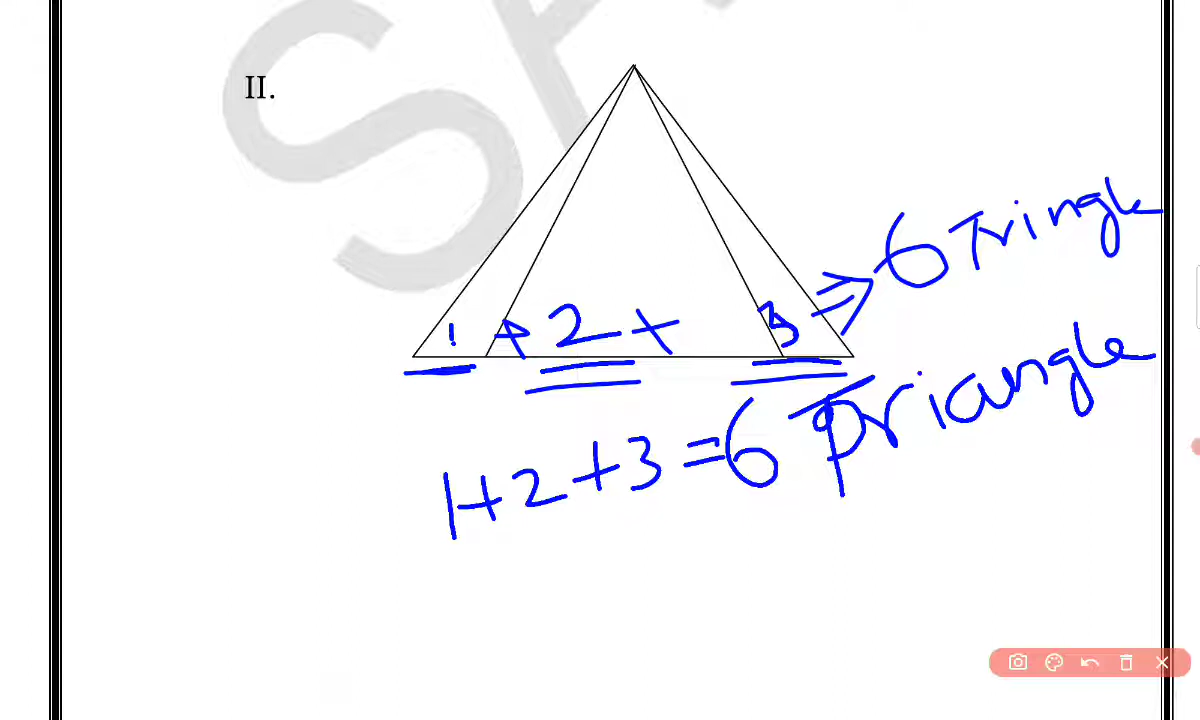 II.
1 + 2 + 3 ⇒ 6 Tringle
1+2+3=6 Triangle